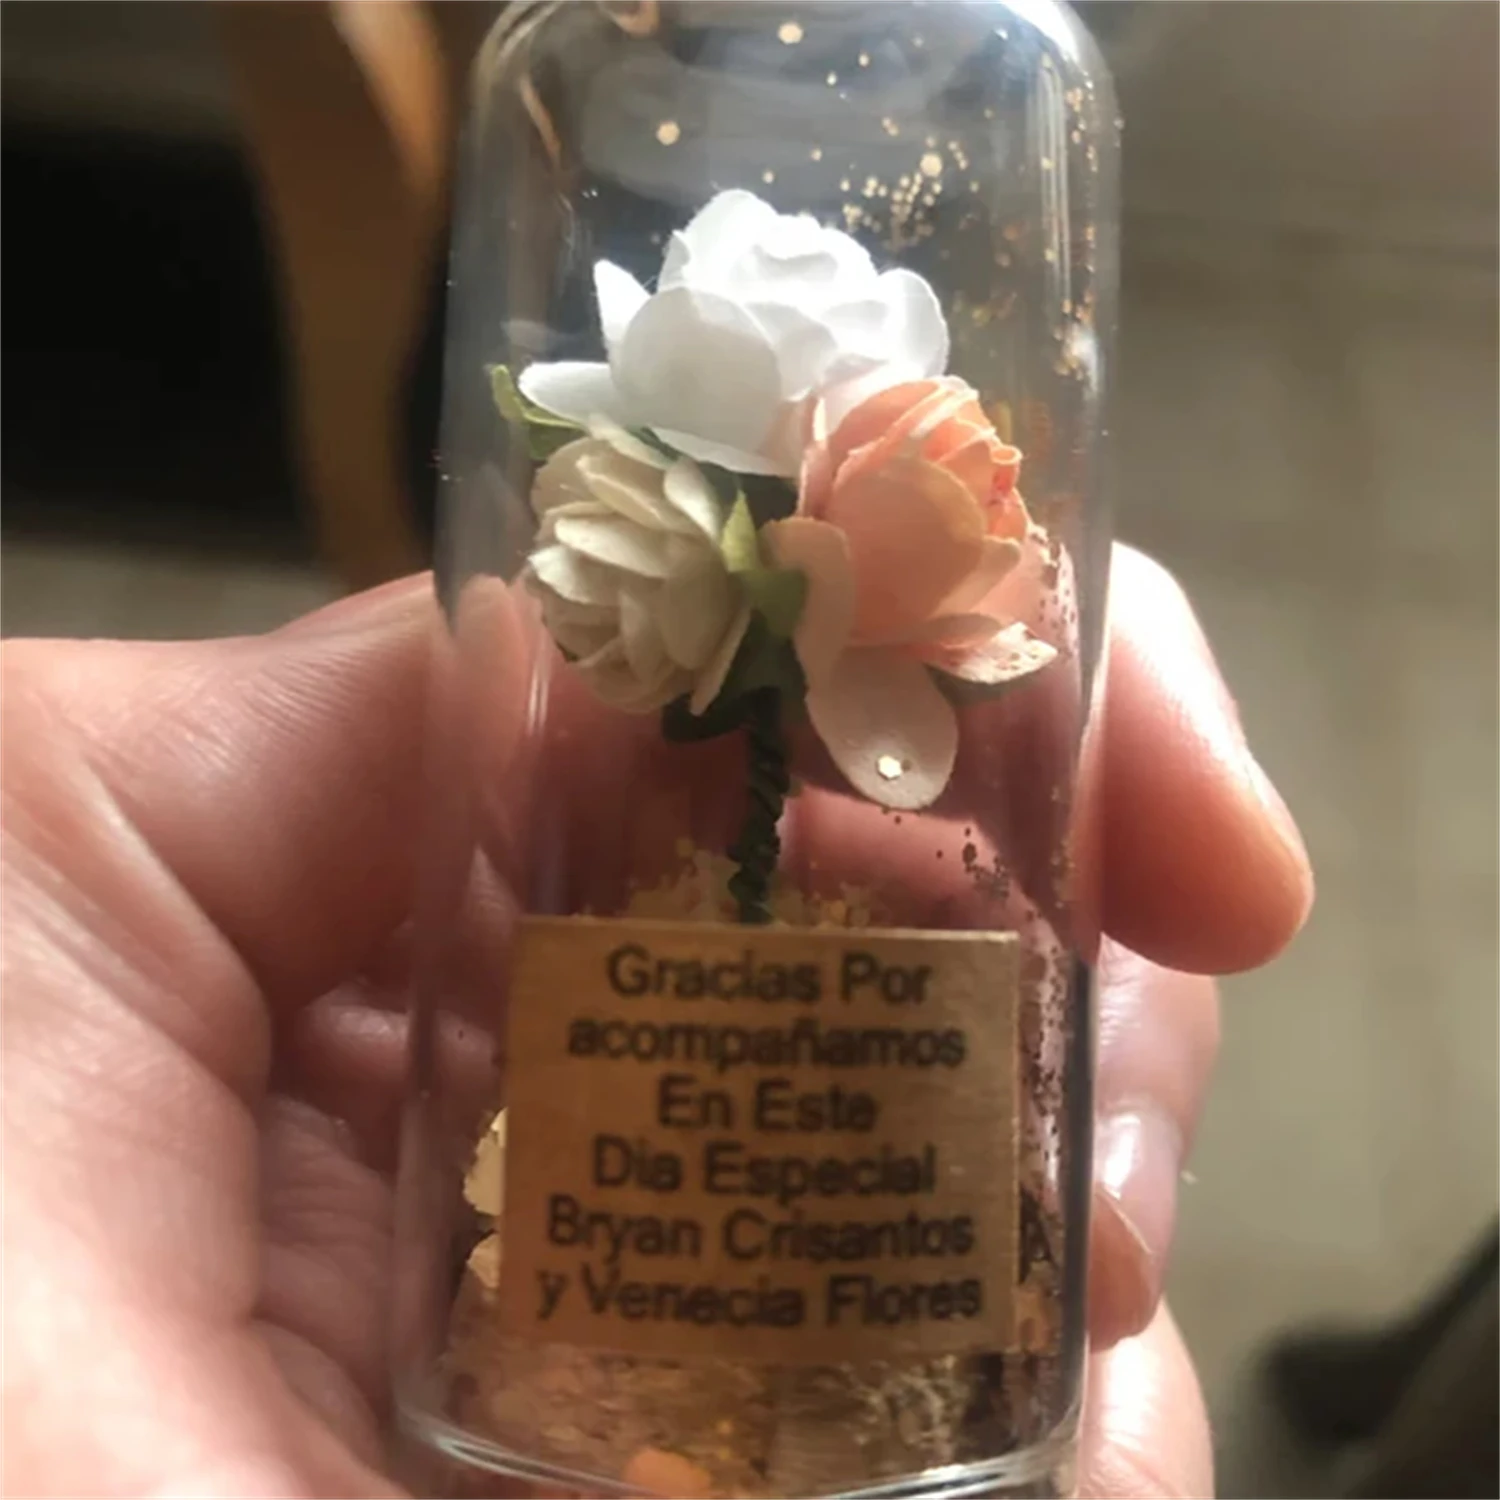 Gracias Por
acompañarnos
En Este
Dia Especial
Bryan Crisantos
y Venecia Flores